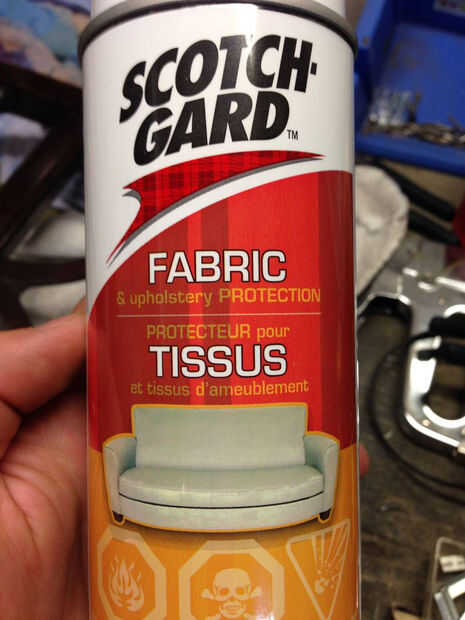 SCOTCH-
GARD™
FABRIC
& upholstery PROTECTION
PROTECTEUR pour
TISSUS
et tissus d'ameublement